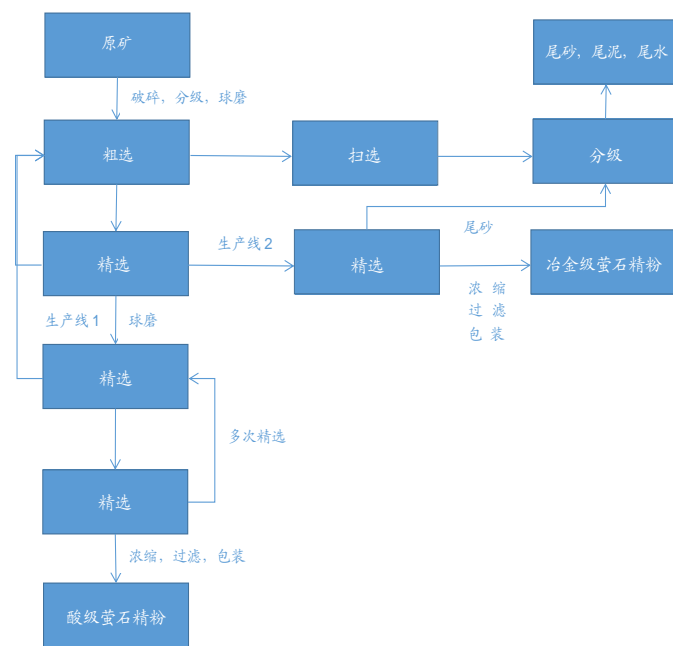 原矿
尾砂，尾泥，尾水
破碎，分级，球磨
粗选
扫选
分级
尾砂
生产线2
精选
精选
冶金级萤石精粉
浓 缩
过 滤
包 装
生产线1
球磨
精选
多次精选
精选
浓缩，过滤，包装
酸级萤石精粉